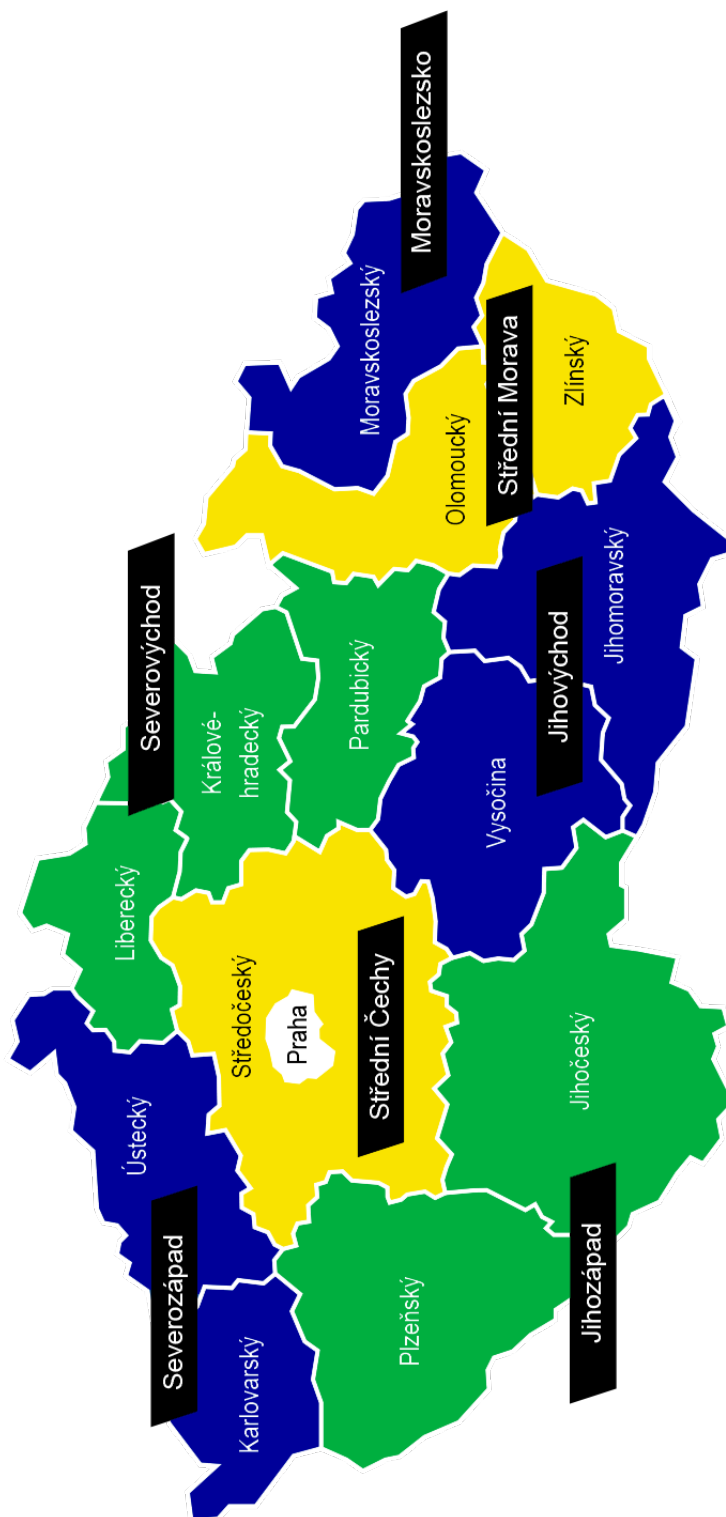 Severozápad
Karlovarský
Ústecký
Liberecký
Severovýchod
Králové-
hradecký
Pardubický
Středočeský
Praha
Střední Čechy
Plzeňský
Jihozápad
Jihočeský
Vysočina
Jihovýchod
Jihomoravský
Olomoucký
Střední Morava
Zlínský
Moravskoslezský
Moravskoslezsko